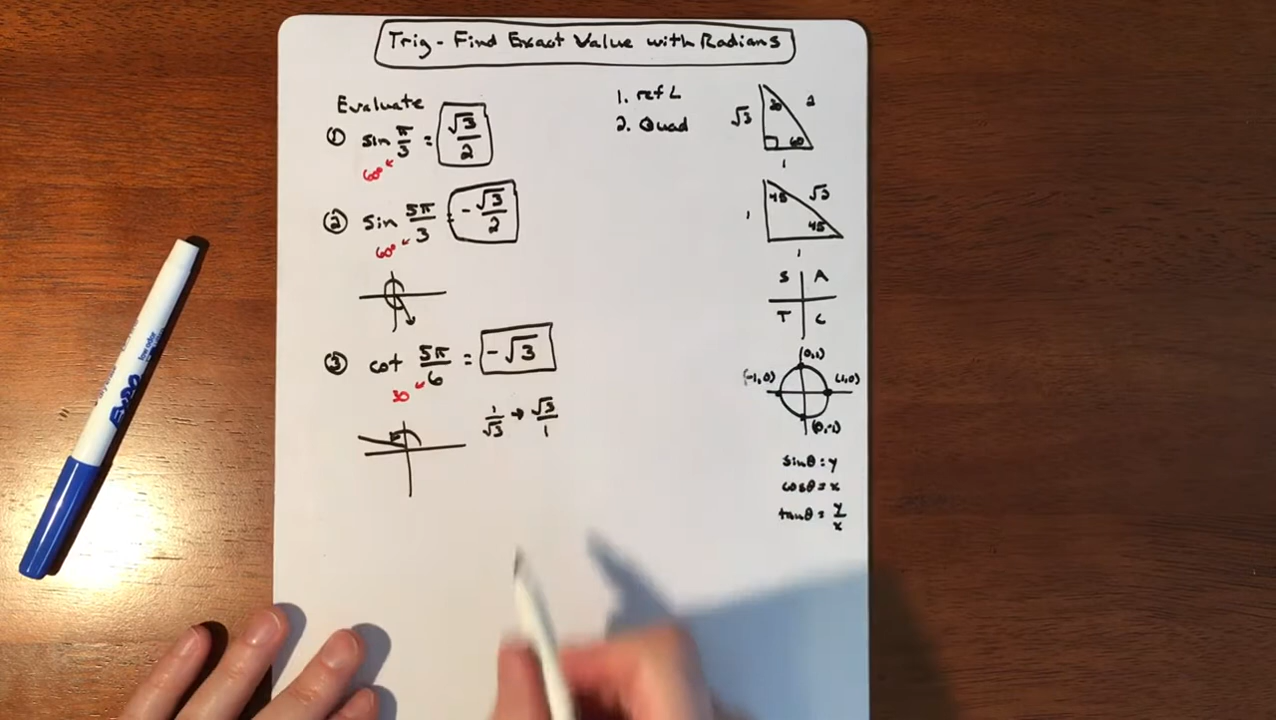 Trig - Find Exact Value with Radians
Evaluate
① sin π/3 = √3/2
60°
② sin 5π/3 = -√3/2
60°
③ cot 5π/6 = -√3
30
1/√3 → √3/1
1. ref ∠
2. Quad
30
2
√3
60
1
45
√3
1
45
1
S A
T C
(0,1)
(-1,0) (1,0)
(0,-1)
sinθ = y
cosθ = x
tanθ = y/x
EXPO